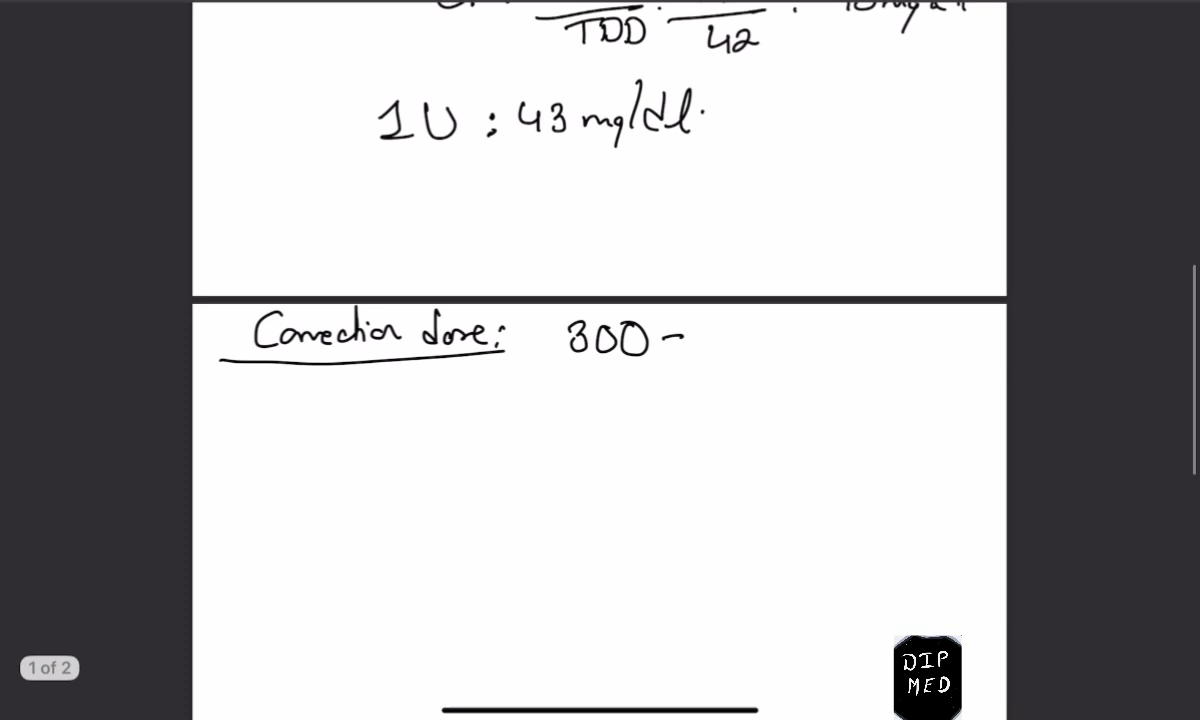 TDD 42
1U : 43 mg/dl.
Correction dose: 300 -
1 of 2
DIP
MED